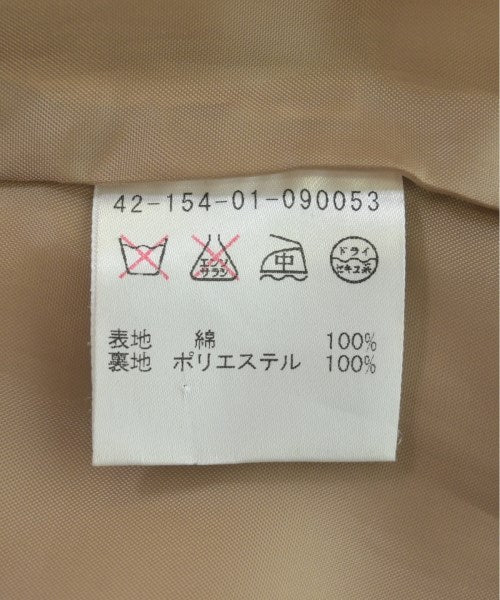 42-154-01-090053
エンソ 中 ドライ
サラシ セキユ系
表地 綿 100%
裏地 ポリエステル 100%